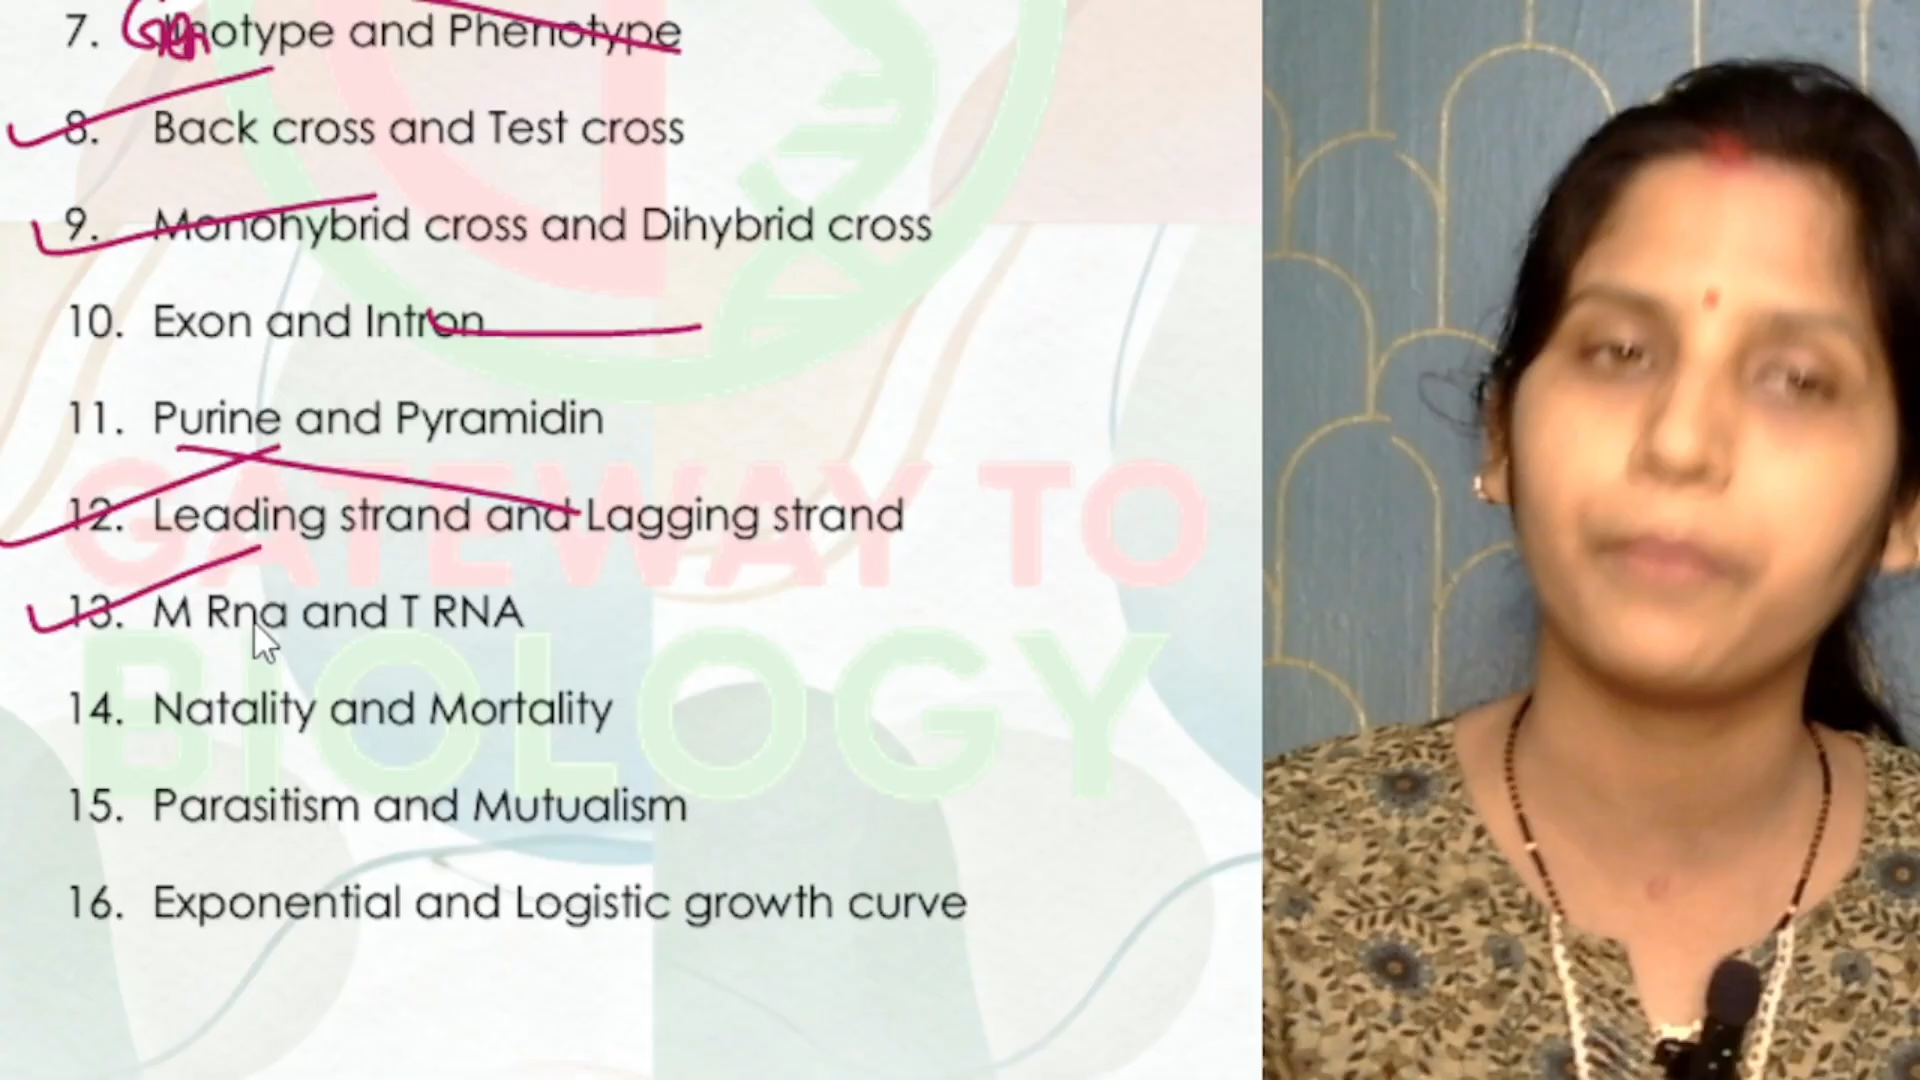 7. Genotype and Phenotype
8. Back cross and Test cross
9. Monohybrid cross and Dihybrid cross
10. Exon and Intron
11. Purine and Pyramidin
12. Leading strand and Lagging strand
13. M Rna and T RNA
14. Natality and Mortality
15. Parasitism and Mutualism
16. Exponential and Logistic growth curve
GATEWAY TO
BIOLOGY